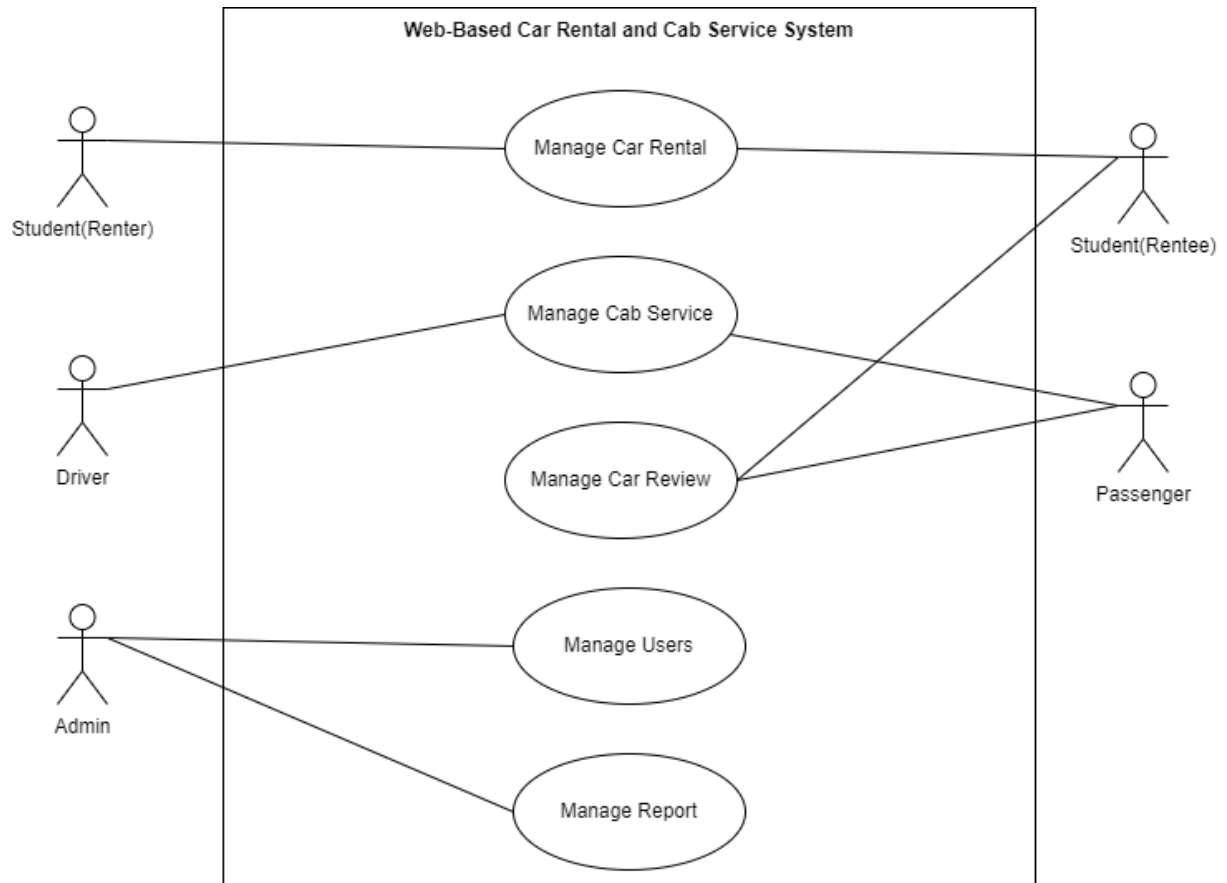 Web-Based Car Rental and Cab Service System
Manage Car Rental
Student(Renter)
Student(Rentee)
Manage Cab Service
Driver
Manage Car Review
Passenger
Manage Users
Admin
Manage Report